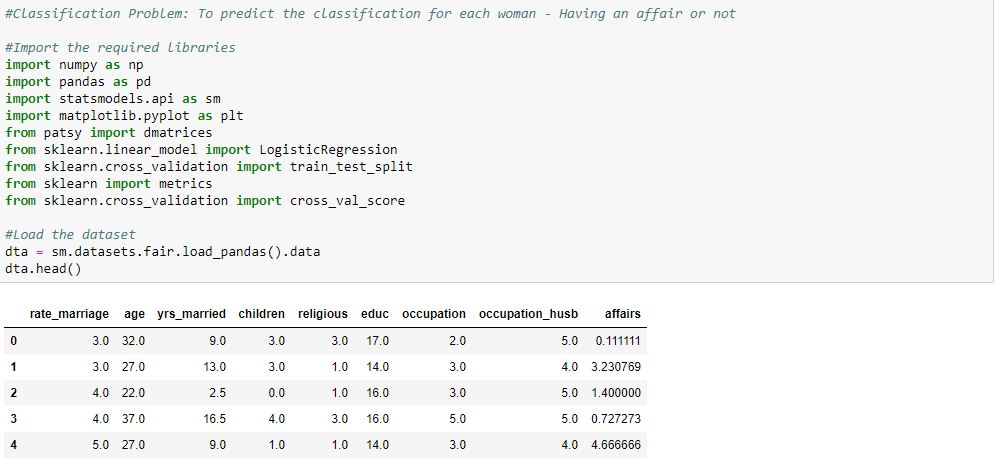 #Classification Problem: To predict the classification for each woman - Having an affair or not
#Import the required libraries
import numpy as np
import pandas as pd
import statsmodels.api as sm
import matplotlib.pyplot as plt
from patsy import dmatrices
from sklearn.linear_model import LogisticRegression
from sklearn.cross_validation import train_test_split
from sklearn import metrics
from sklearn.cross_validation import cross_val_score
#Load the dataset
dta = sm.datasets.fair.load_pandas().data
dta.head()
rate_marriage age yrs_married children religious educ occupation occupation_husb affairs
0 3.0 32.0 9.0 3.0 3.0 17.0 2.0 5.0 0.111111
1 3.0 27.0 13.0 3.0 1.0 14.0 3.0 4.0 3.230769
2 4.0 22.0 2.5 0.0 1.0 16.0 3.0 5.0 1.400000
3 4.0 37.0 16.5 4.0 3.0 16.0 5.0 5.0 0.727273
4 5.0 27.0 9.0 1.0 1.0 14.0 3.0 4.0 4.666666